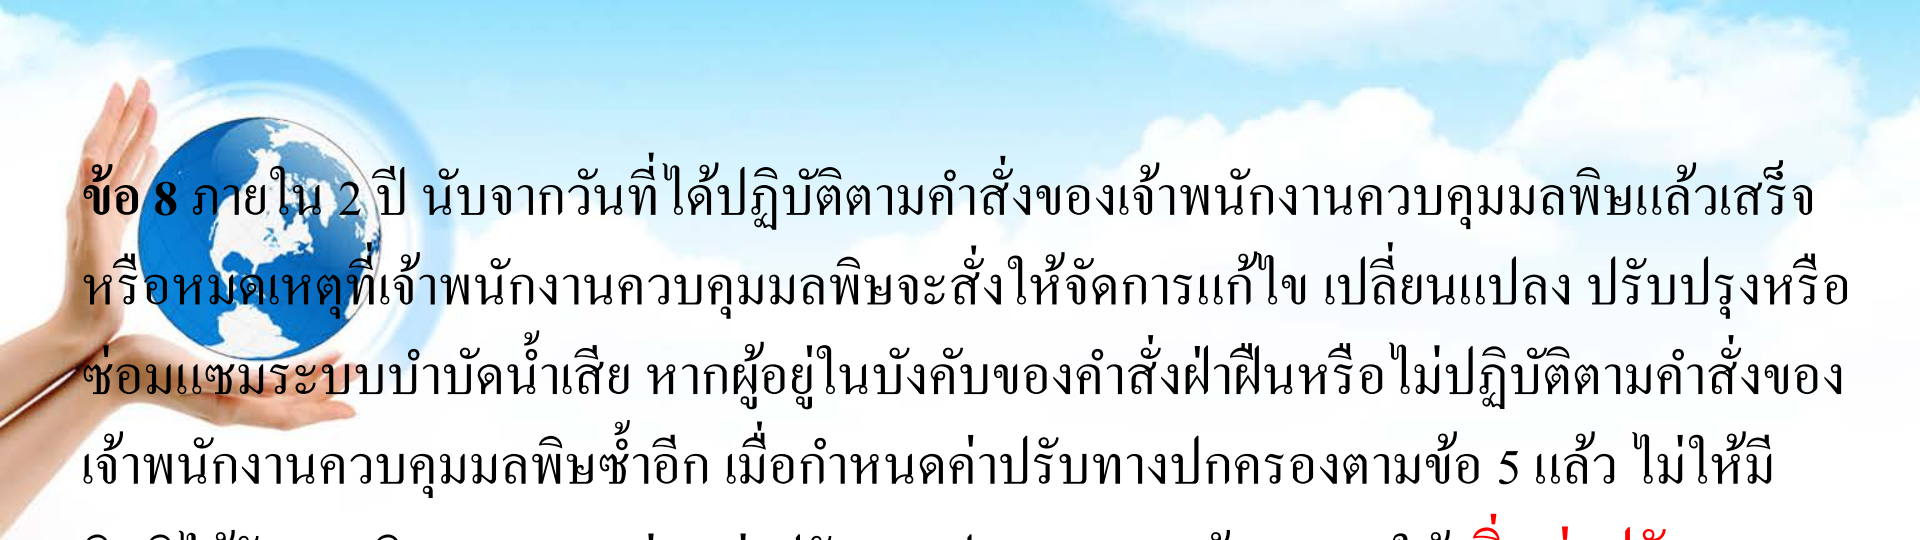 ข้อ 8 ภายใน 2 ปี นับจากวันที่ได้ปฏิบัติตามคำสั่งของเจ้าพนักงานควบคุมมลพิษแล้วเสร็จ
หรือหมดเหตุที่เจ้าพนักงานควบคุมมลพิษจะสั่งให้จัดการแก้ไข เปลี่ยนแปลง ปรับปรุงหรือ
ซ่อมแซมระบบบำบัดน้ำเสีย หากผู้อยู่ในบังคับของคำสั่งฝ่าฝืนหรือไม่ปฏิบัติตามคำสั่งของ
เจ้าพนักงานควบคุมมลพิษซ้ำอีก เมื่อกำหนดค่าปรับทางปกครองตามข้อ 5 แล้ว ไม่ให้มี